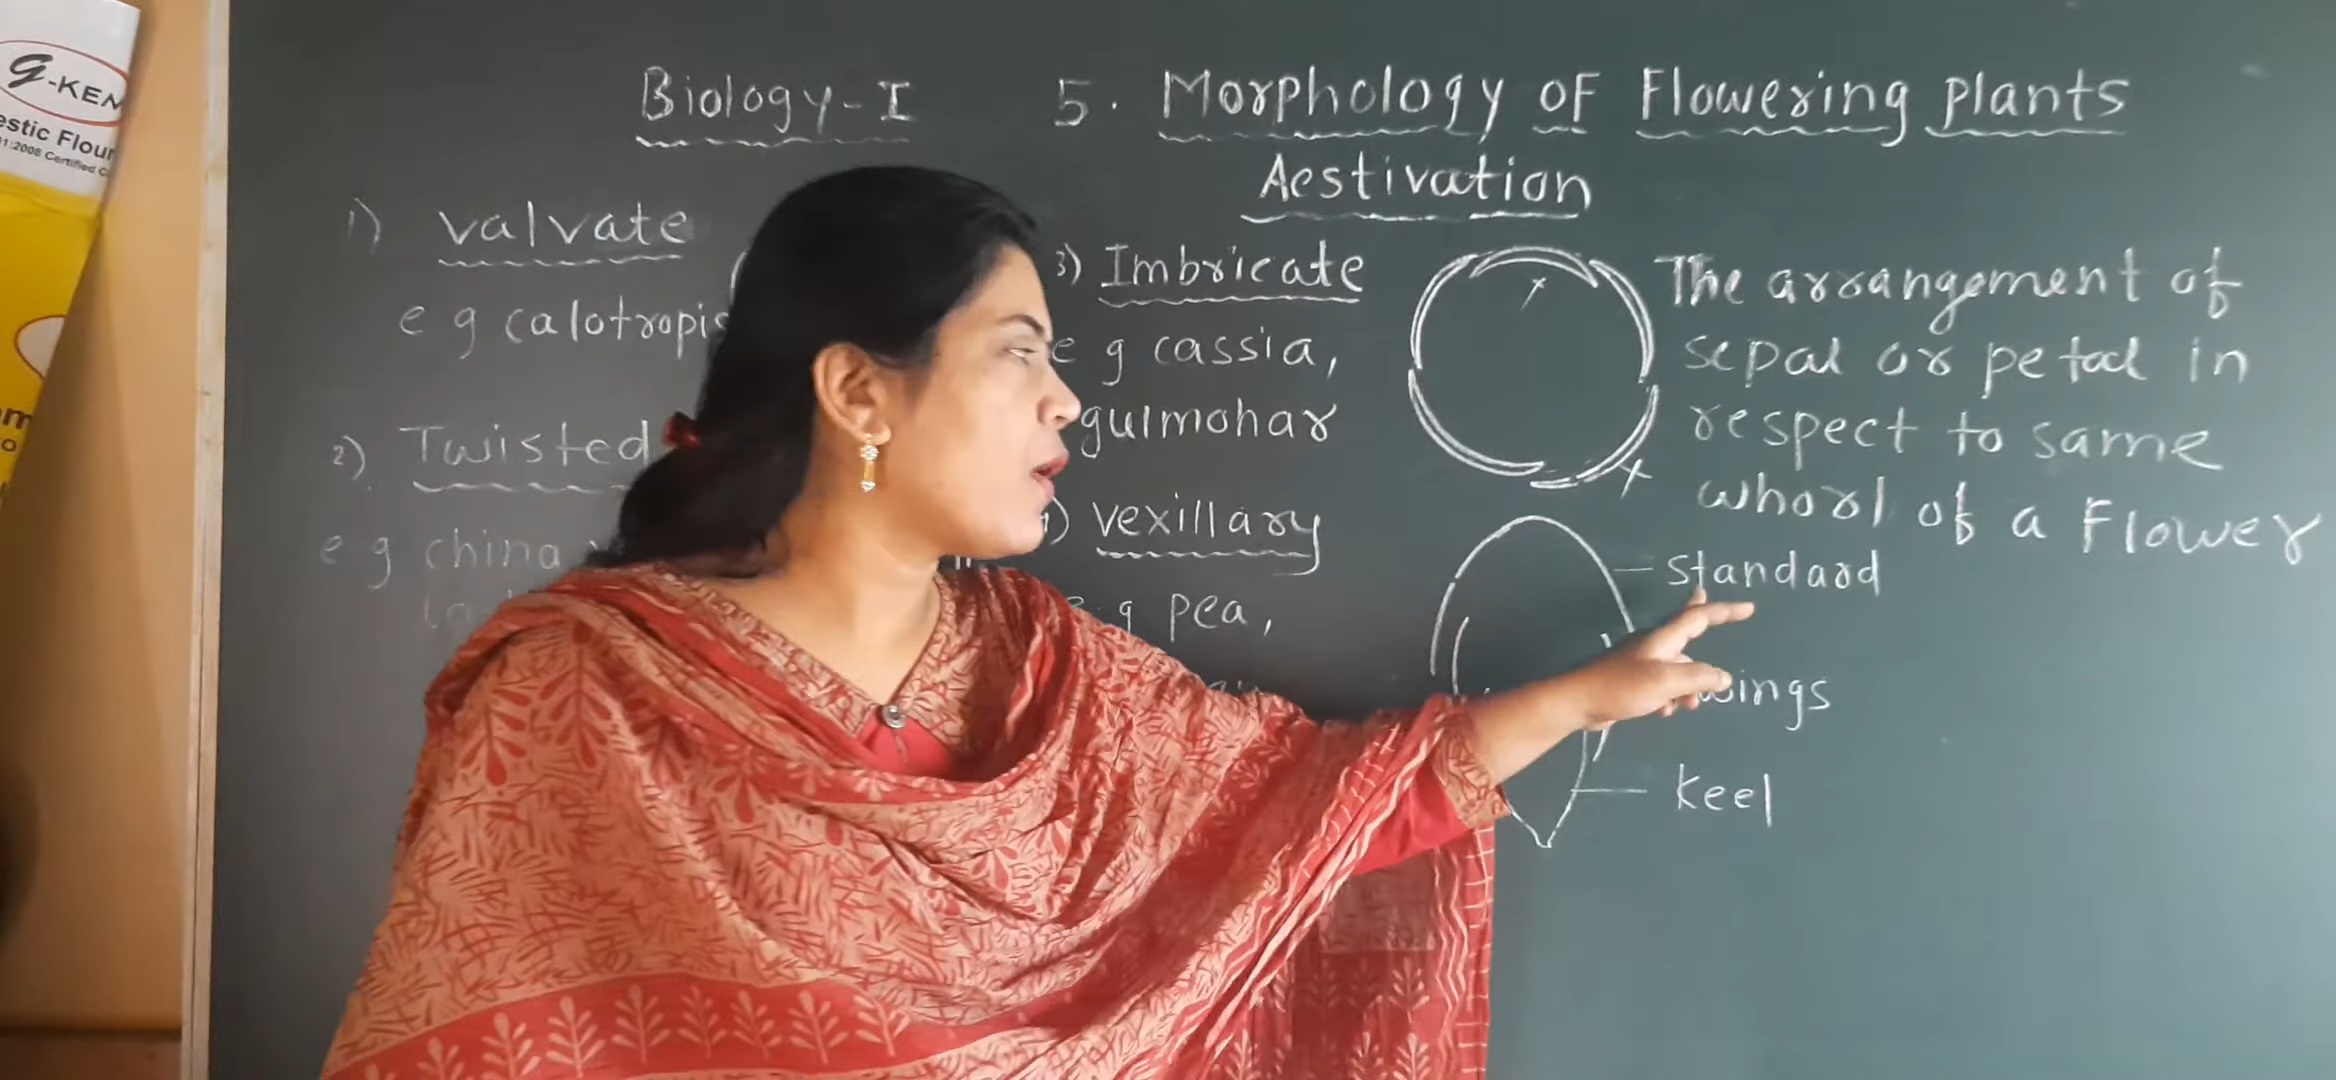 g-KEN
estic Flour
1:2008 Certified C
Biology-I
5. Morphology of Flowering plants
Aestivation
1) valvate
e g calotropis
2) Twisted
e g china
3) Imbricate
e g cassia,
gulmohar
) vexillary
g pea,
The arrangement of
sepal or petal in
respect to same
whorl of a Flower
standard
wings
keel